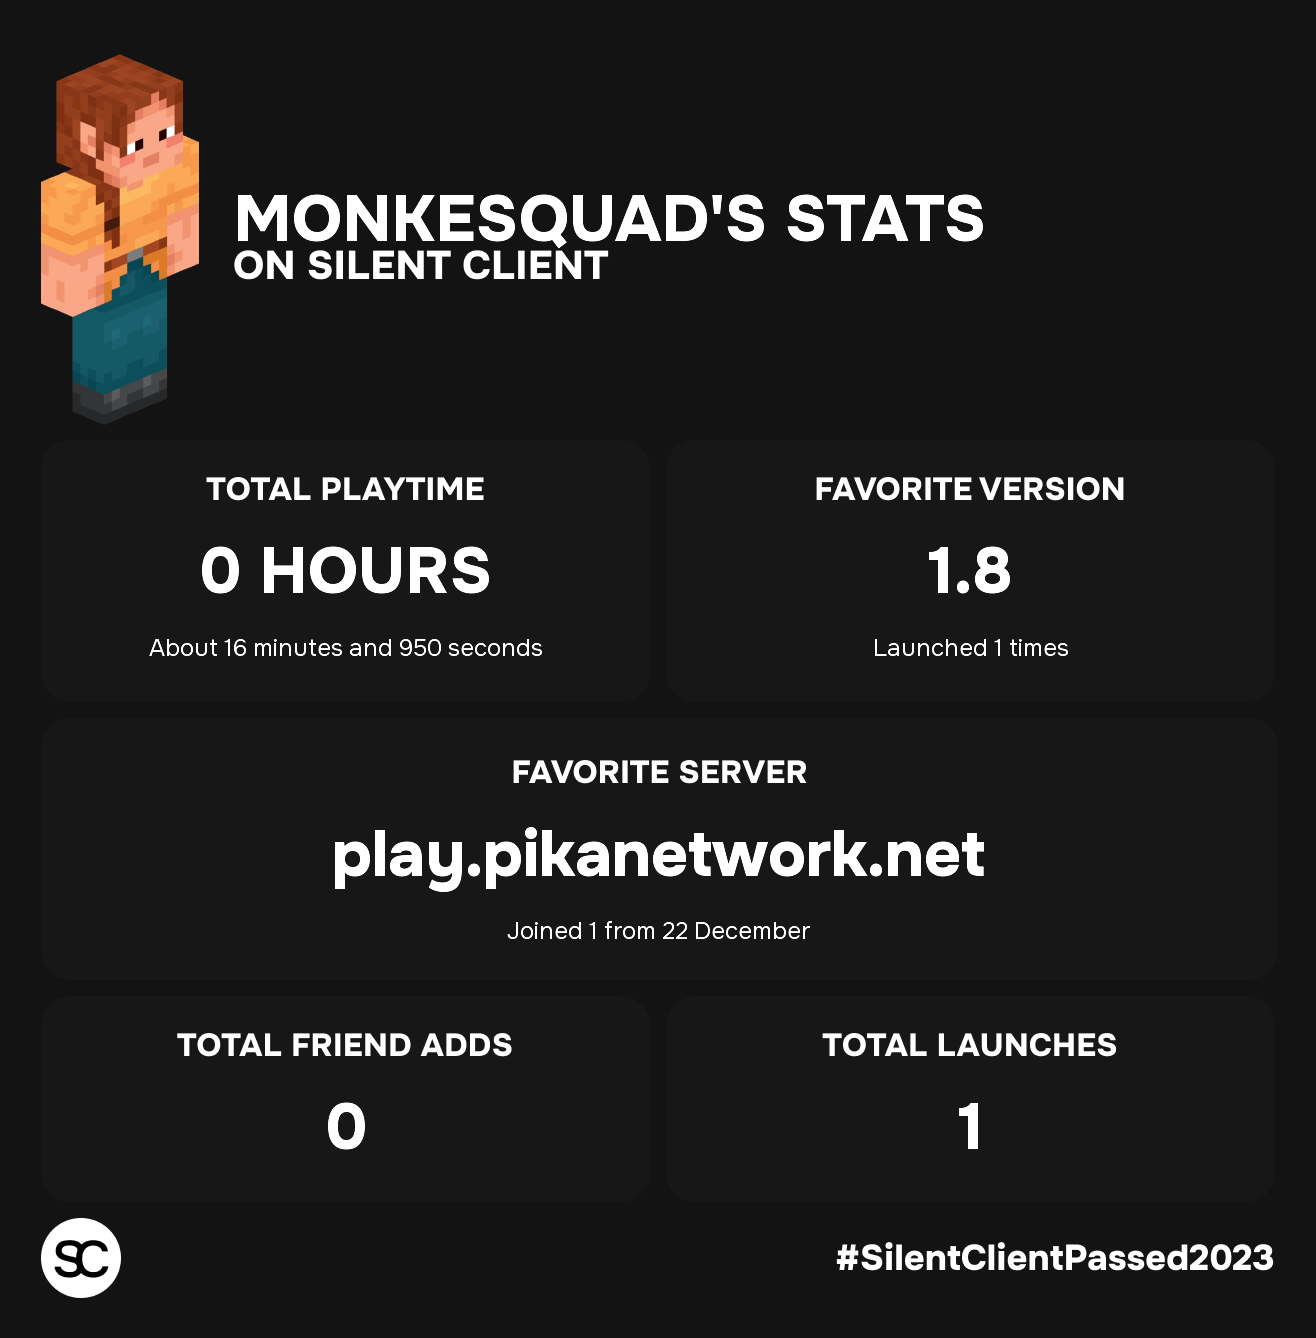 MONKESQUAD'S STATS
ON SILENT CLIENT
TOTAL PLAYTIME
0 HOURS
About 16 minutes and 950 seconds
FAVORITE VERSION
1.8
Launched 1 times
FAVORITE SERVER
play.pikanetwork.net
Joined 1 from 22 December
TOTAL FRIEND ADDS
0
TOTAL LAUNCHES
1
SC
#SilentClientPassed2023